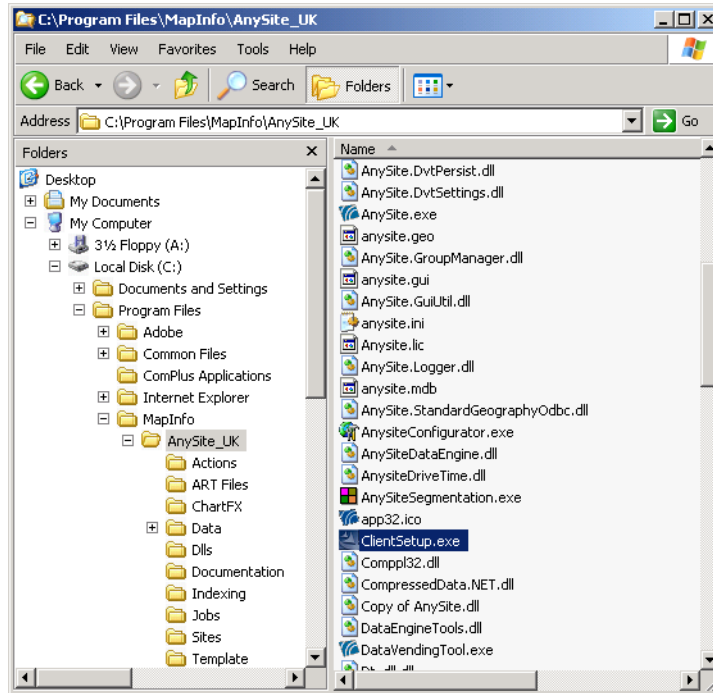 C:\Program Files\MapInfo\AnySite_UK
File Edit View Favorites Tools Help
Back Search Folders
Address C:\Program Files\MapInfo\AnySite_UK Go
Folders
Desktop
My Documents
My Computer
3½ Floppy (A:)
Local Disk (C:)
Documents and Settings
Program Files
Adobe
Common Files
ComPlus Applications
Internet Explorer
MapInfo
AnySite_UK
Actions
ART Files
ChartFX
Data
Dlls
Documentation
Indexing
Jobs
Sites
Template
Name
AnySite.DvtPersist.dll
AnySite.DvtSettings.dll
AnySite.exe
anysite.geo
AnySite.GroupManager.dll
anysite.gui
AnySite.GuiUtil.dll
anysite.ini
Anysite.lic
AnySite.Logger.dll
anysite.mdb
AnySite.StandardGeographyOdbc.dll
AnysiteConfigurator.exe
AnySiteDataEngine.dll
AnysiteDriveTime.dll
AnySiteSegmentation.exe
app32.ico
ClientSetup.exe
Comppl32.dll
CompressedData.NET.dll
Copy of AnySite.dll
DataEngineTools.dll
DataVendingTool.exe